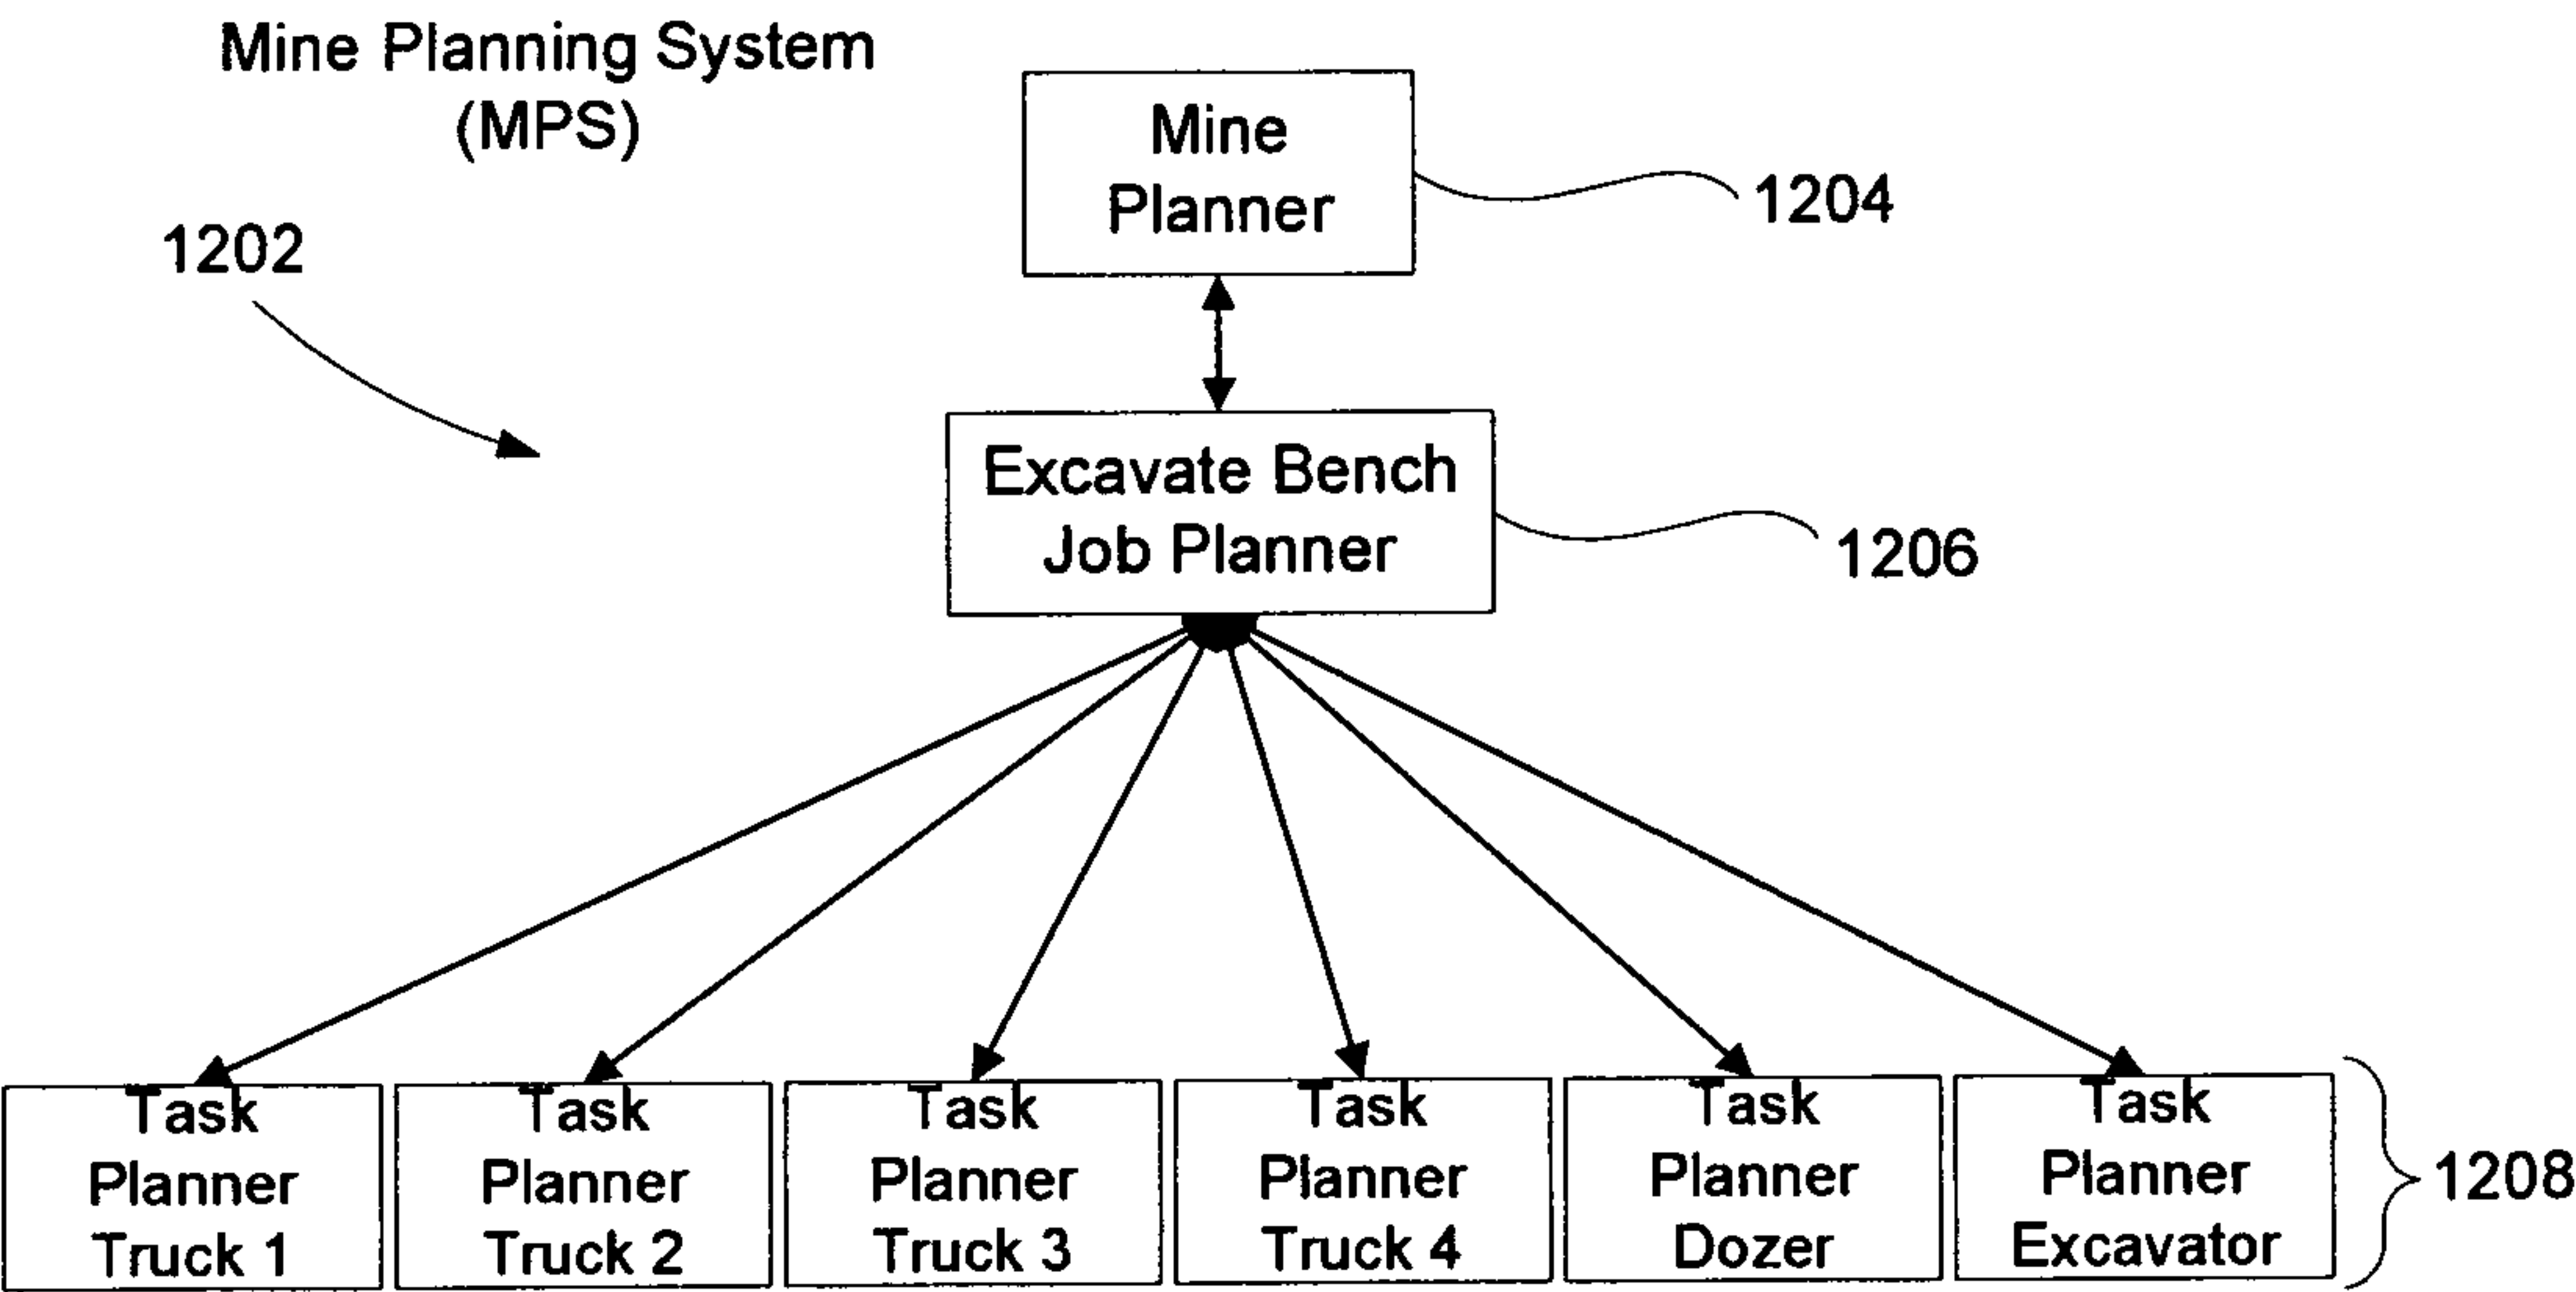 Mine Planning System
(MPS)
1202
Mine
Planner
1204
Excavate Bench
Job Planner
1206
Task
Planner
Truck 1
Task
Planner
Truck 2
Task
Planner
Truck 3
Task
Planner
Truck 4
Task
Planner
Dozer
Task
Planner
Excavator
1208